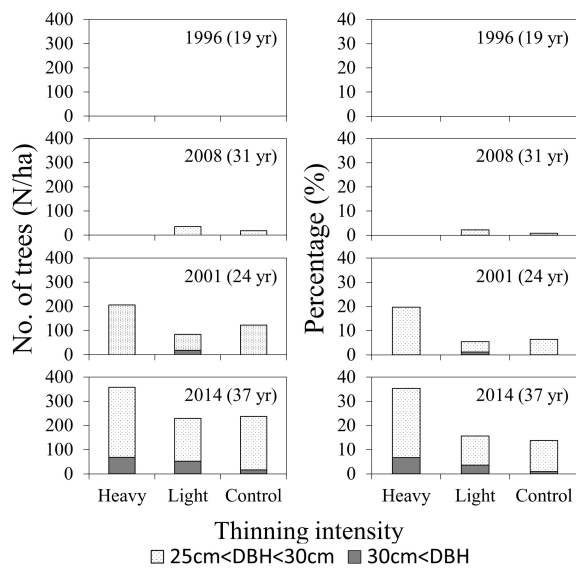 No. of trees (N/ha)
400
300
200
100
0
1996 (19 yr)
400
300
200
100
0
2008 (31 yr)
400
300
200
100
0
2001 (24 yr)
400
300
200
100
0
2014 (37 yr)
Heavy Light Control
Percentage (%)
40
30
20
10
0
1996 (19 yr)
40
30
20
10
0
2008 (31 yr)
40
30
20
10
0
2001 (24 yr)
40
30
20
10
0
2014 (37 yr)
Heavy Light Control
Thinning intensity
25cm<DBH<30cm 30cm<DBH